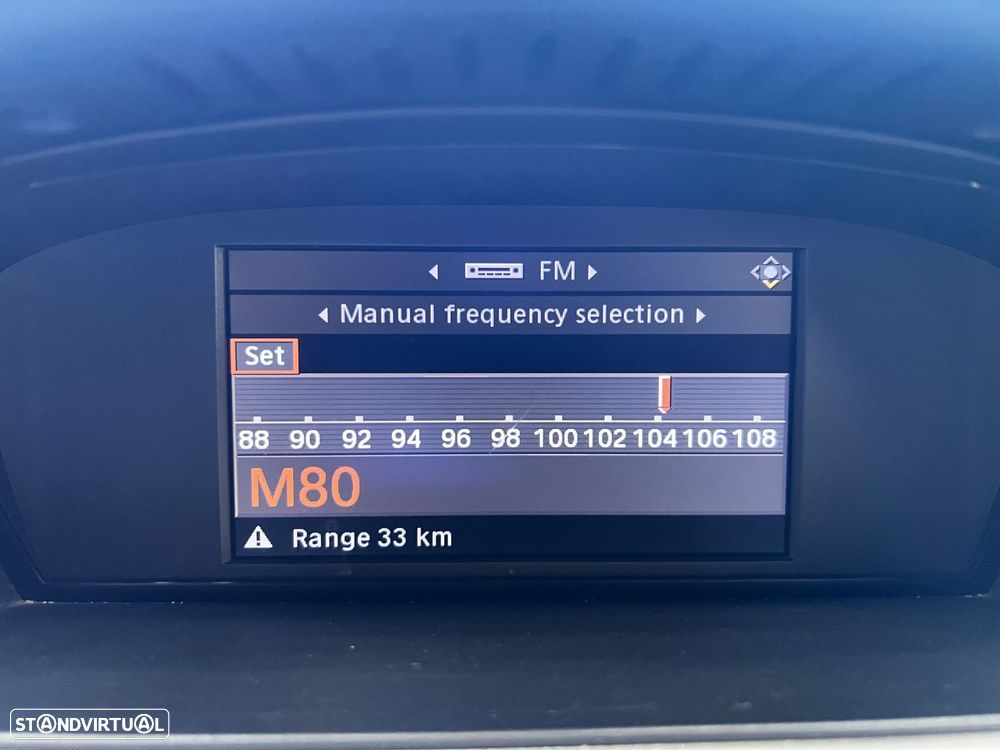 FM
Manual frequency selection
Set
88 90 92 94 96 98 100 102 104 106 108
M80
Range 33 km
STANDVIRTUAL